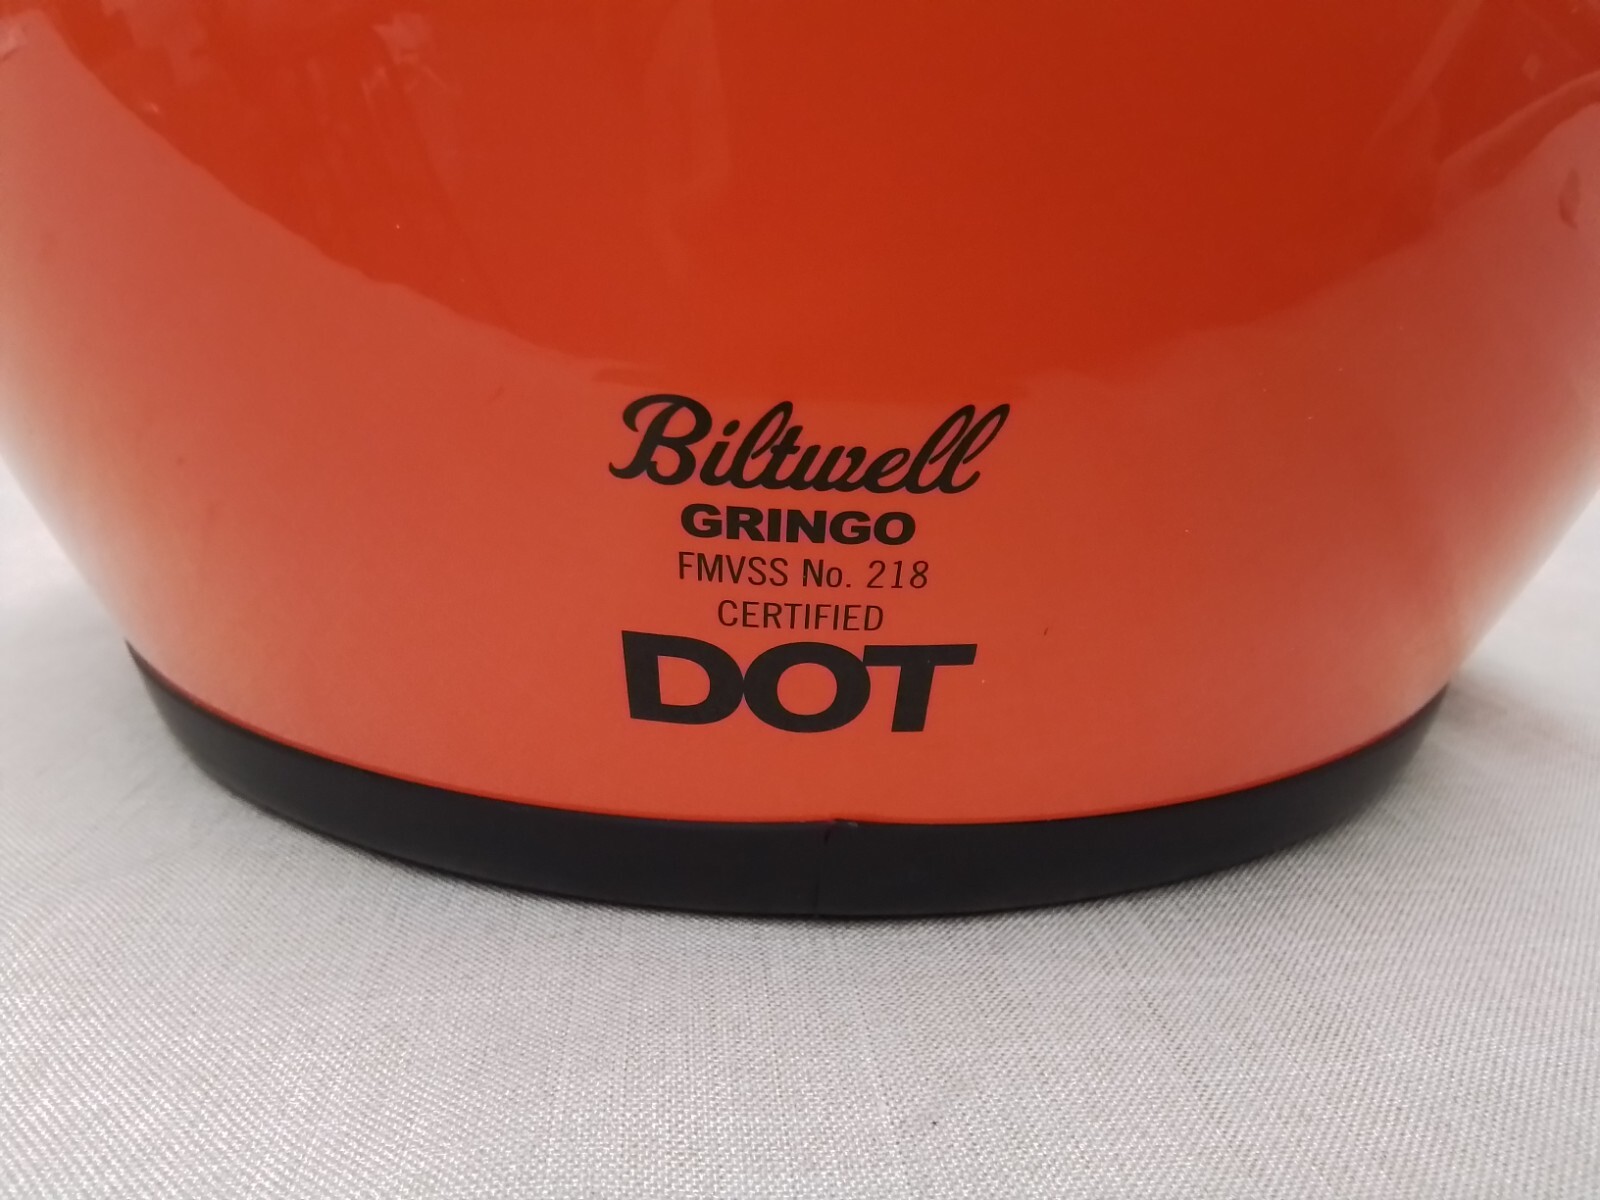 Biltwell
GRINGO
FMVSS No. 218
CERTIFIED
DOT